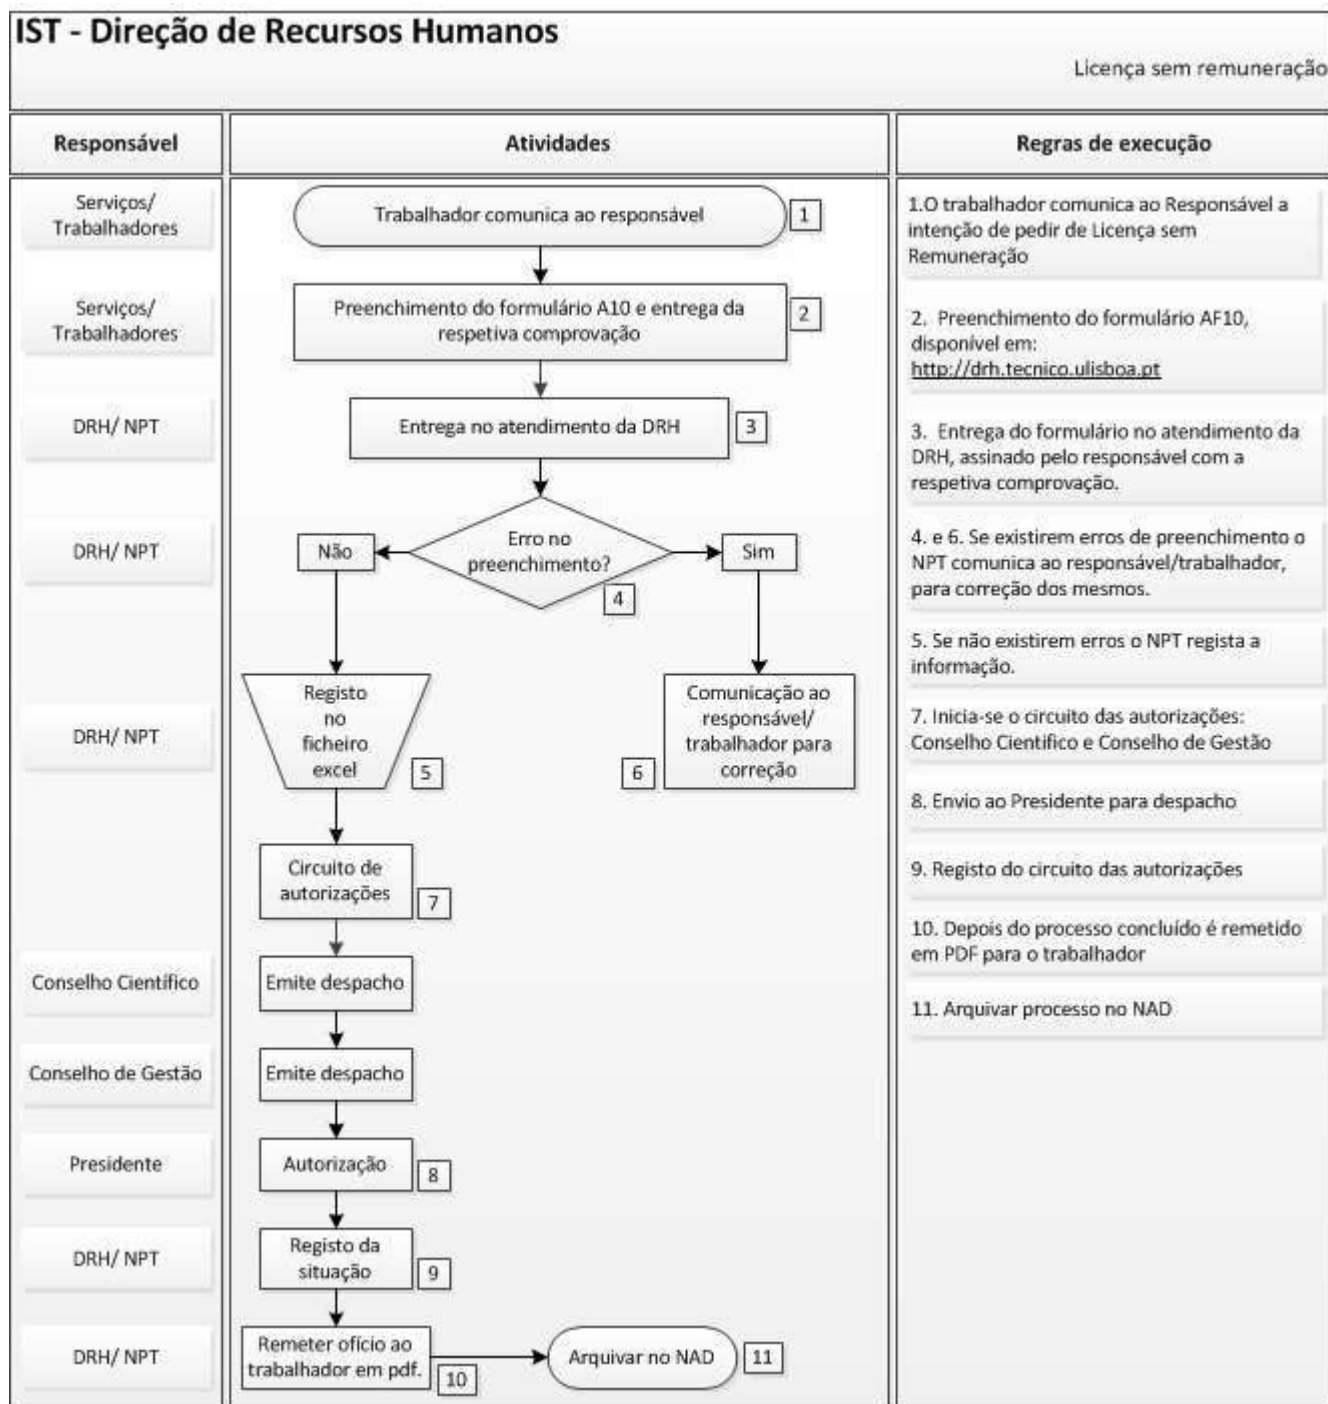 IST - Direção de Recursos Humanos
Licença sem remuneração
Responsável
Atividades
Regras de execução
Serviços/
Trabalhadores
Trabalhador comunica ao responsável
1
1.O trabalhador comunica ao Responsável a
intenção de pedir de Licença sem
Remuneração
Serviços/
Trabalhadores
Preenchimento do formulário A10 e entrega da
respetiva comprovação
2
2. Preenchimento do formulário AF10,
disponível em:
http://drh.tecnico.ulisboa.pt
DRH/ NPT
Entrega no atendimento da DRH
3
3. Entrega do formulário no atendimento da
DRH, assinado pelo responsável com a
respetiva comprovação.
DRH/ NPT
Não
Erro no
preenchimento?
4
Sim
4. e 6. Se existirem erros de preenchimento o
NPT comunica ao responsável/trabalhador,
para correção dos mesmos.
5. Se não existirem erros o NPT regista a
informação.
DRH/ NPT
Registo
no
ficheiro
excel
5
Comunicação ao
responsável/
trabalhador para
correção
6
7. Inicia-se o circuito das autorizações:
Conselho Cientifico e Conselho de Gestão
8. Envio ao Presidente para despacho
Circuito de
autorizações
7
9. Registo do circuito das autorizações
10. Depois do processo concluído é remetido
em PDF para o trabalhador
Conselho Científico
Emite despacho
11. Arquivar processo no NAD
Conselho de Gestão
Emite despacho
Presidente
Autorização
8
DRH/ NPT
Registo da
situação
9
DRH/ NPT
Remeter ofício ao
trabalhador em pdf.
10
Arquivar no NAD
11